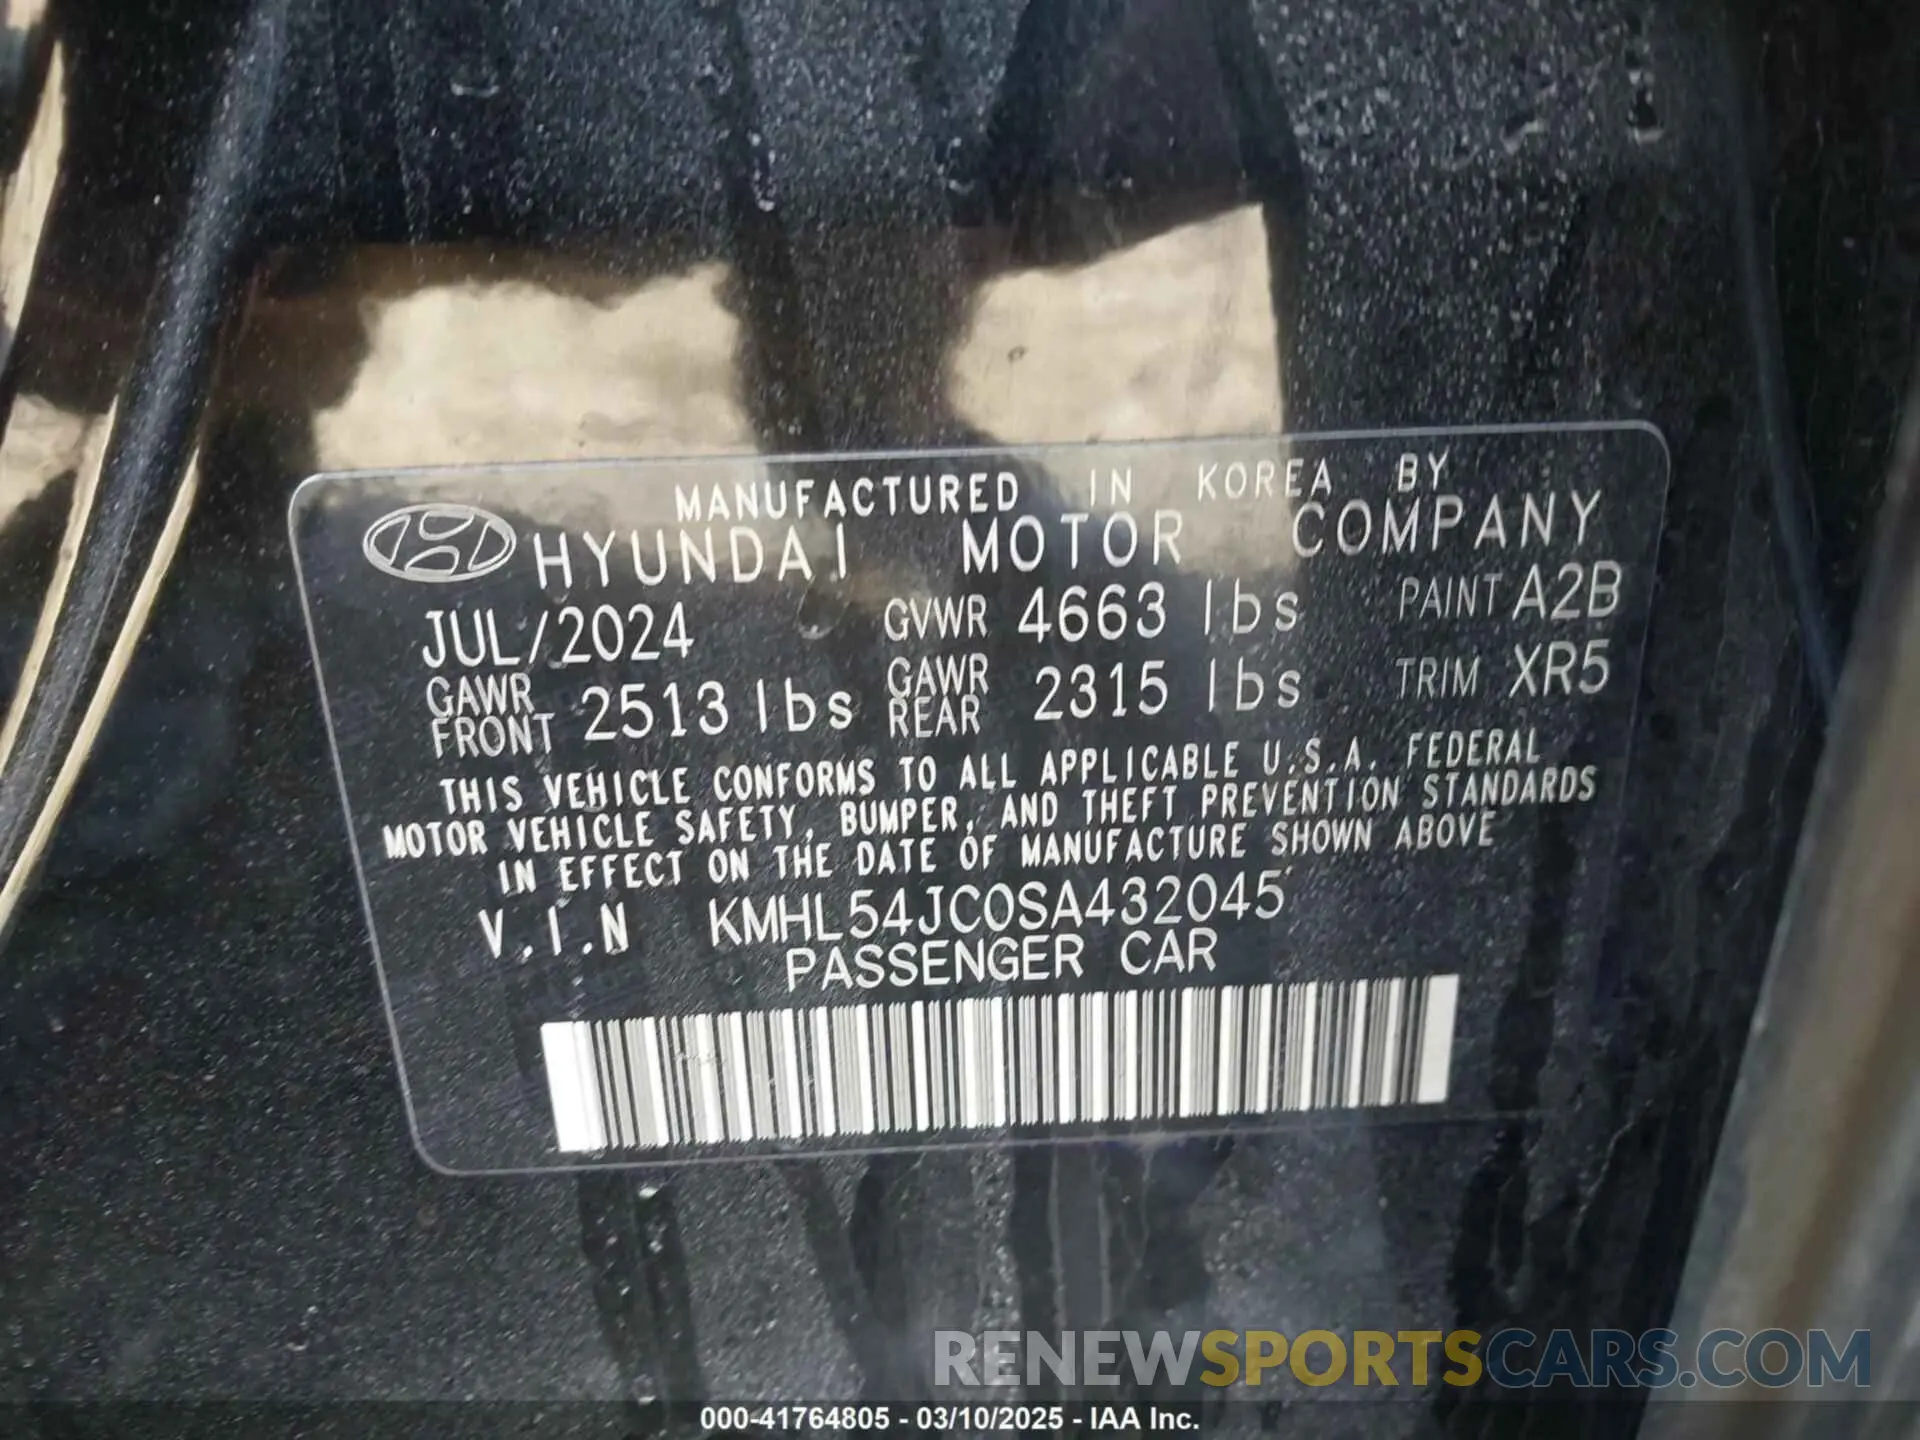 MANUFACTURED IN KOREA BY
HYUNDAI MOTOR COMPANY
JUL/2024 GVWR 4663 lbs PAINT A2B
GAWR FRONT 2513 lbs GAWR REAR 2315 lbs TRIM XR5
THIS VEHICLE CONFORMS TO ALL APPLICABLE U.S.A. FEDERAL
MOTOR VEHICLE SAFETY, BUMPER, AND THEFT PREVENTION STANDARDS
IN EFFECT ON THE DATE OF MANUFACTURE SHOWN ABOVE
V.I.N KMHL54JC0SA432045
PASSENGER CAR
RENEWSPORTSCARS.COM
000-41764805 - 03/10/2025 - IAA Inc.